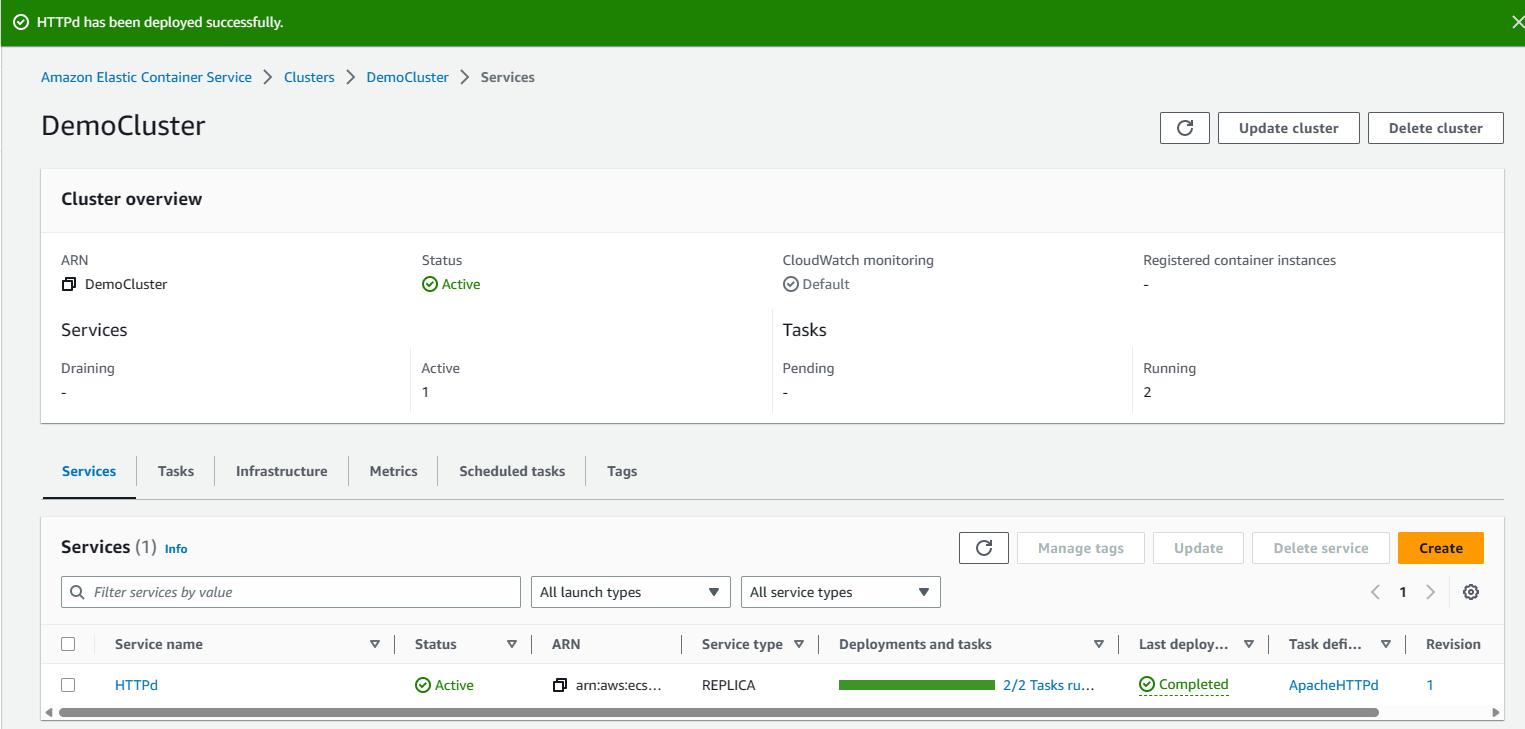 HTTPd has been deployed successfully.
Amazon Elastic Container Service Clusters DemoCluster Services
DemoCluster
Update cluster Delete cluster
Cluster overview
ARN Status CloudWatch monitoring Registered container instances
DemoCluster Active Default -
Services Tasks
Draining Active Pending Running
- 1 - 2
Services Tasks Infrastructure Metrics Scheduled tasks Tags
Services (1) Info Manage tags Update Delete service Create
Filter services by value All launch types All service types 1
Service name Status ARN Service type Deployments and tasks Last deploy... Task defi... Revision
HTTPd Active arn:aws:ecs... REPLICA 2/2 Tasks ru... Completed ApacheHTTPd 1